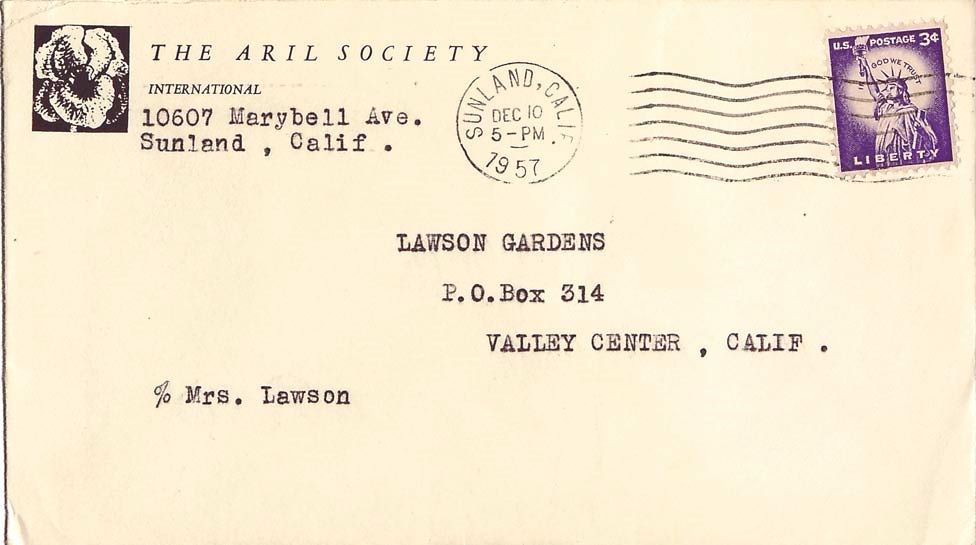 THE ARIL SOCIETY
INTERNATIONAL
10607 Marybell Ave.
Sunland , Calif .
SUNLAND, CALIF.
DEC 10
5-PM
1957
U.S. POSTAGE 3¢
IN GOD WE TRUST
LIBERTY
LAWSON GARDENS
P.O.Box 314
VALLEY CENTER , CALIF .
% Mrs. Lawson